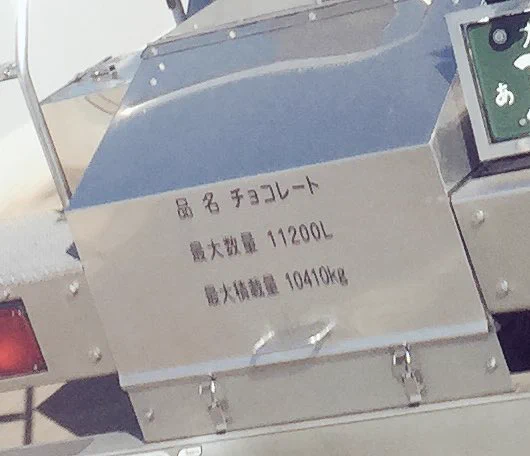 品名 チョコレート
最大数量 11200L
最大積載量 10410kg
あ